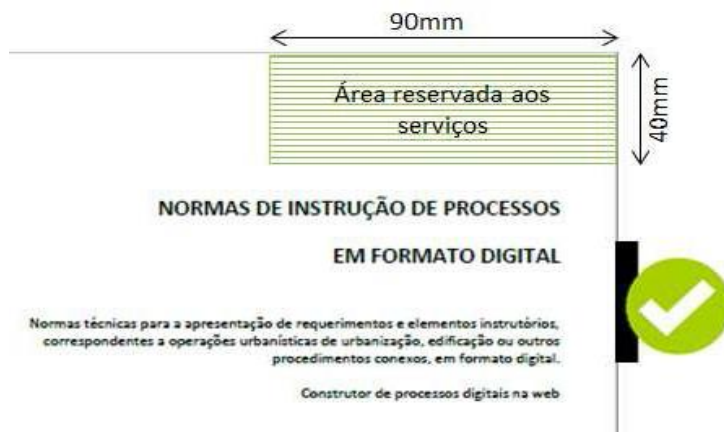 90mm
Área reservada aos
serviços
40mm
NORMAS DE INSTRUÇÃO DE PROCESSOS
EM FORMATO DIGITAL
Normas técnicas para a apresentação de requerimentos e elementos instrutórios,
correspondentes a operações urbanísticas de urbanização, edificação ou outros
procedimentos conexos, em formato digital.
Construtor de processos digitais na web